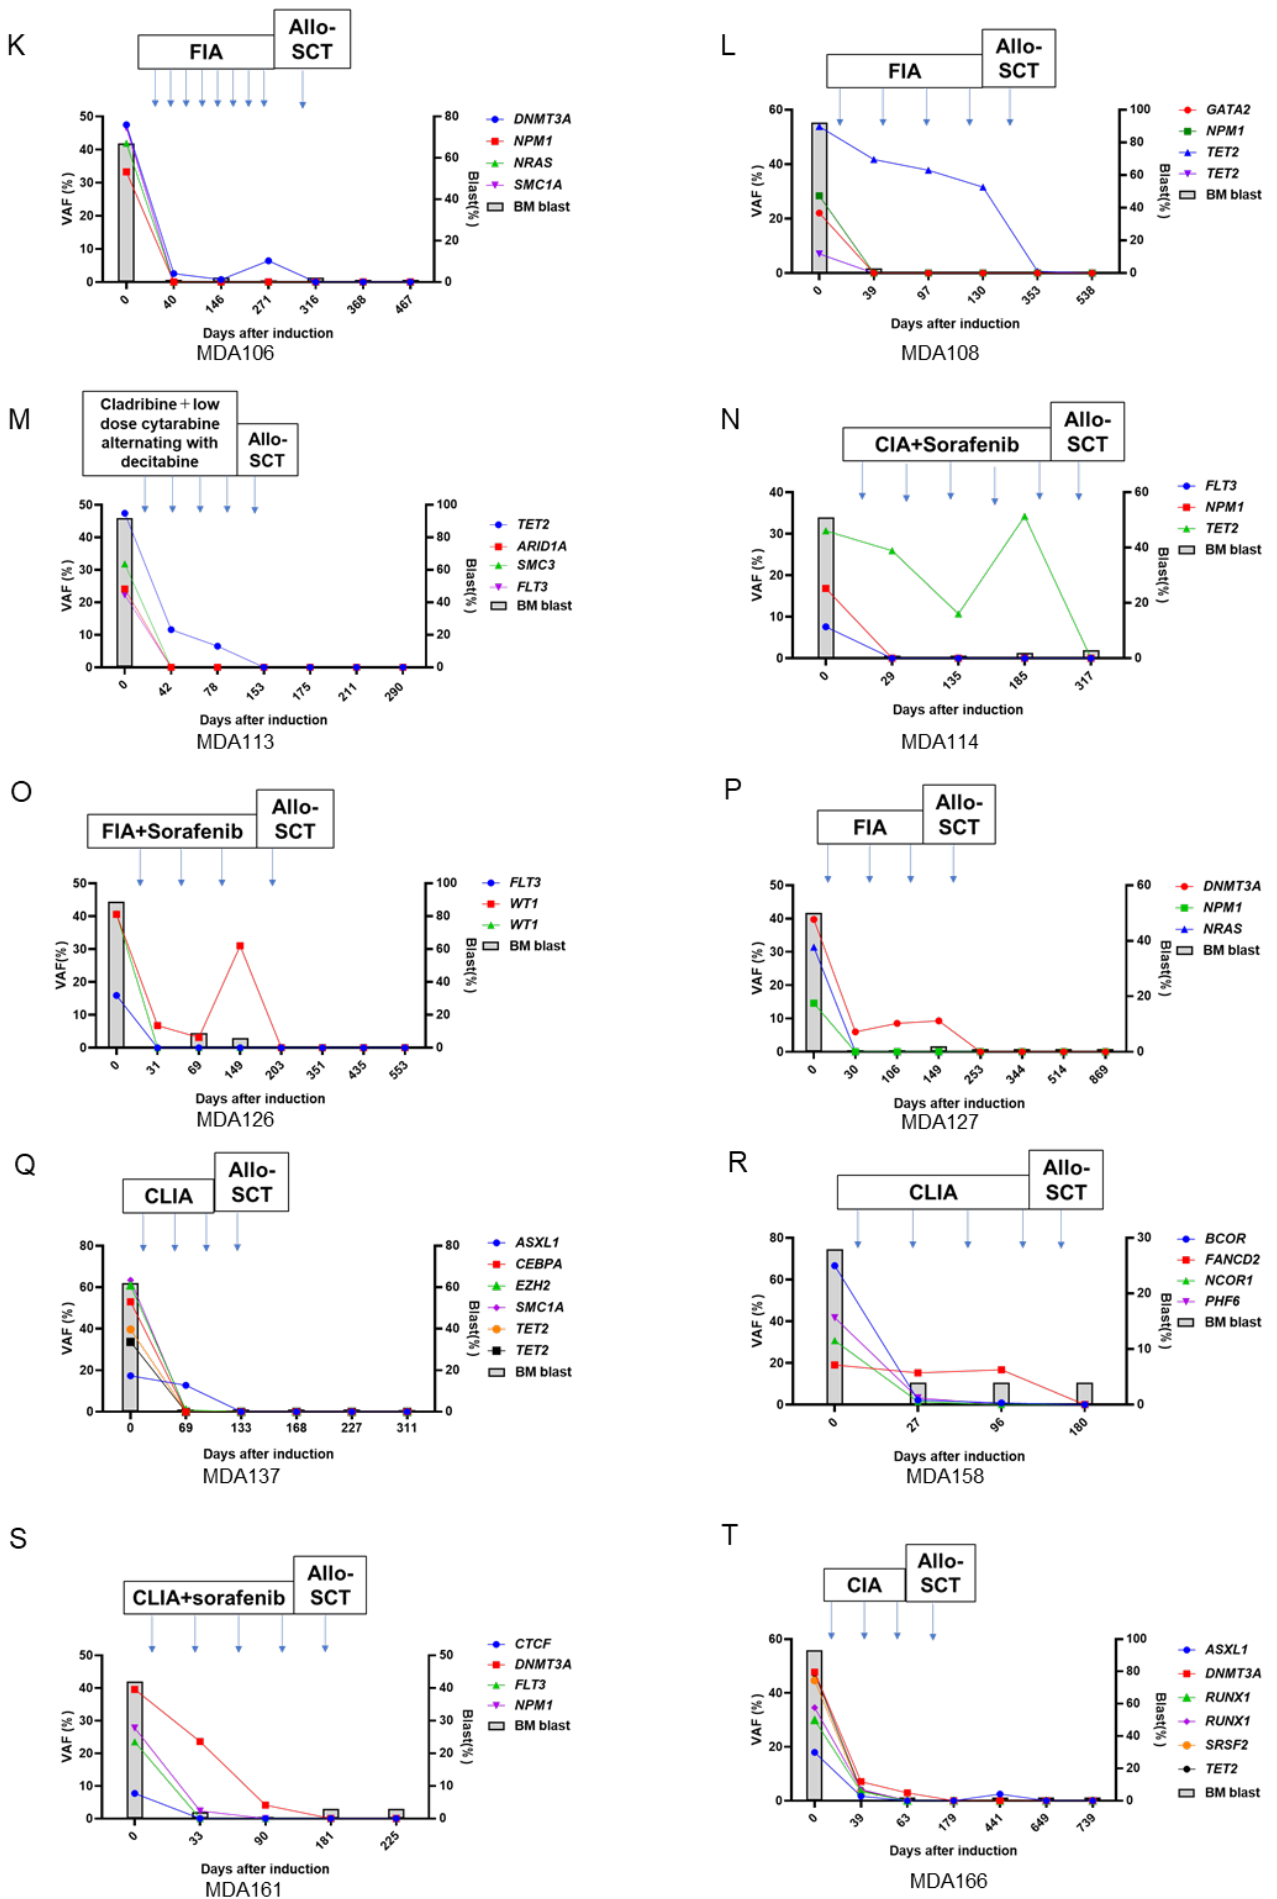 K
FIA
Allo-
SCT
50
40
30
20
10
0
VAF (%)
80
60
40
20
0
Blast(%)
DNMT3A
NPM1
NRAS
SMC1A
BM blast
0 40 146 271 316 368 467
Days after induction
MDA106
L
FIA
Allo-
SCT
60
40
20
0
VAF (%)
100
80
60
40
20
0
Blast(%)
GATA2
NPM1
TET2
TET2
BM blast
0 39 97 130 353 538
Days after induction
MDA108
M
Cladribine + low
dose cytarabine
alternating with
decitabine
Allo-
SCT
50
40
30
20
10
0
VAF (%)
100
80
60
40
20
0
Blast(%)
TET2
ARID1A
SMC3
FLT3
BM blast
0 42 78 153 175 211 290
Days after induction
MDA113
N
CIA+Sorafenib
Allo-
SCT
40
30
20
10
0
VAF (%)
60
40
20
0
Blast(%)
FLT3
NPM1
TET2
BM blast
0 29 135 185 317
Days after induction
MDA114
O
FIA+Sorafenib
Allo-
SCT
50
40
30
20
10
0
VAF(%)
100
80
60
40
20
0
Blast(%)
FLT3
WT1
WT1
BM blast
0 31 69 149 203 351 435 553
Days after induction
MDA126
P
FIA
Allo-
SCT
50
40
30
20
10
0
VAF (%)
60
40
20
0
Blast(%)
DNMT3A
NPM1
NRAS
BM blast
0 30 106 149 253 344 514 869
Days after induction
MDA127
Q
CLIA
Allo-
SCT
80
60
40
20
0
VAF (%)
80
60
40
20
0
Blast(%)
ASXL1
CEBPA
EZH2
SMC1A
TET2
TET2
BM blast
0 69 133 168 227 311
Days after induction
MDA137
R
CLIA
Allo-
SCT
80
60
40
20
0
VAF (%)
30
20
10
0
Blast(%)
BCOR
FANCD2
NCOR1
PHF6
BM blast
0 27 96 180
Days after induction
MDA158
S
CLIA+sorafenib
Allo-
SCT
50
40
30
20
10
0
VAF (%)
50
40
30
20
10
0
Blast(%)
CTCF
DNMT3A
FLT3
NPM1
BM blast
0 33 90 181 225
Days after induction
MDA161
T
CIA
Allo-
SCT
60
40
20
0
VAF (%)
100
80
60
40
20
0
Blast(%)
ASXL1
DNMT3A
RUNX1
RUNX1
SRSF2
TET2
BM blast
0 39 63 179 441 649 739
Days after induction
MDA166